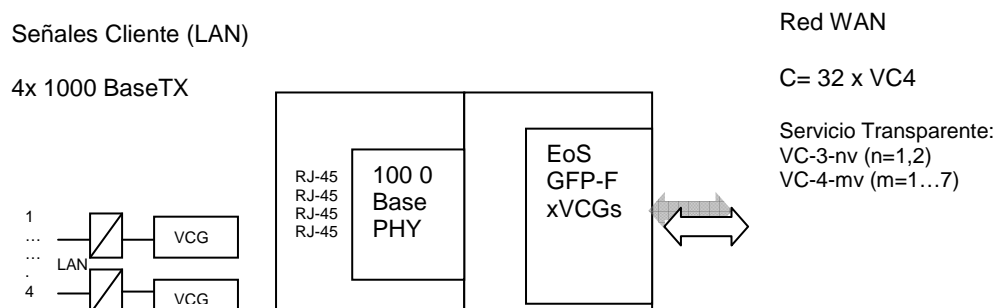 Señales Cliente (LAN)
4x 1000 BaseTX
Red WAN
C= 32 x VC4
Servicio Transparente:
VC-3-nv (n=1,2)
VC-4-mv (m=1…7)
RJ-45
RJ-45
RJ-45
RJ-45
100 0
Base
PHY
EoS
GFP-F
xVCGs
1
…
…
.
4
LAN
VCG
VCG